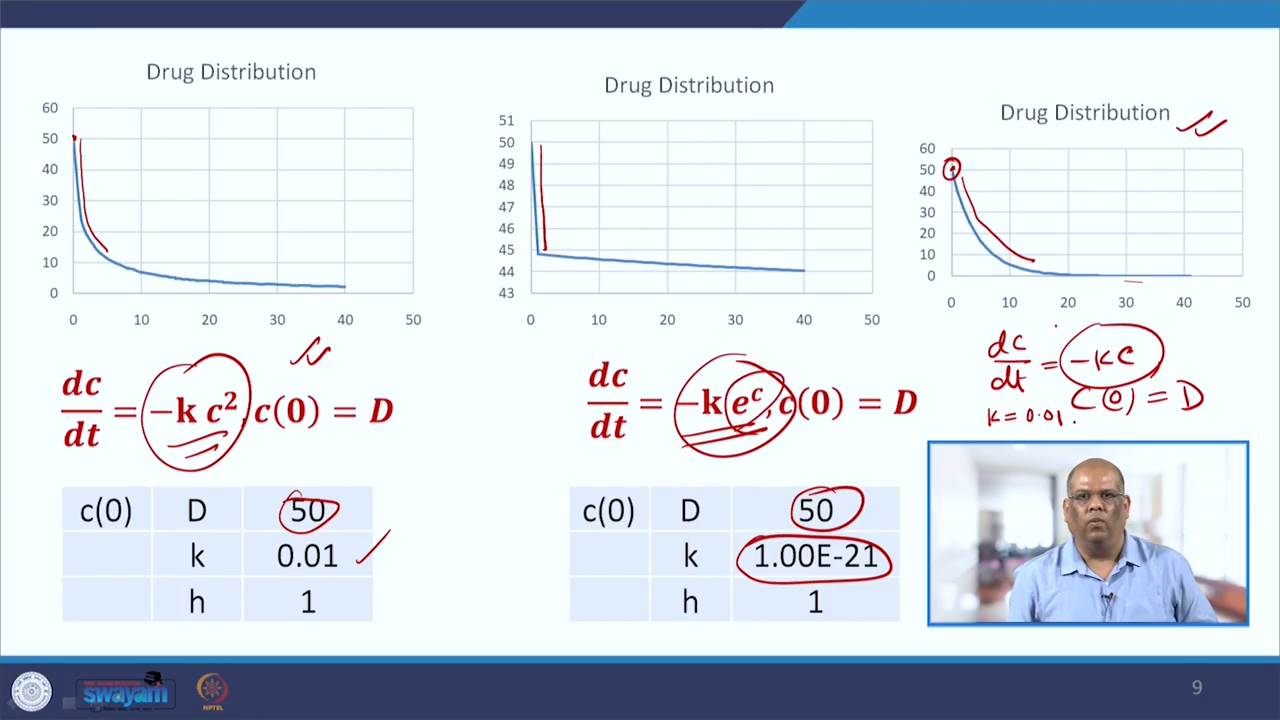 Drug Distribution
60
50
40
30
20
10
0
0 10 20 30 40 50
dc/dt = −k c², c(0) = D
c(0) D 50
k 0.01
h 1
Drug Distribution
51
50
49
48
47
46
45
44
43
0 10 20 30 40 50
dc/dt = −k e^c, c(0) = D
c(0) D 50
k 1.00E-21
h 1
Drug Distribution
60
50
40
30
20
10
0
0 10 20 30 40 50
dc/dt = −kc
c(0) = D
k = 0.01.
swayam
NPTEL
9